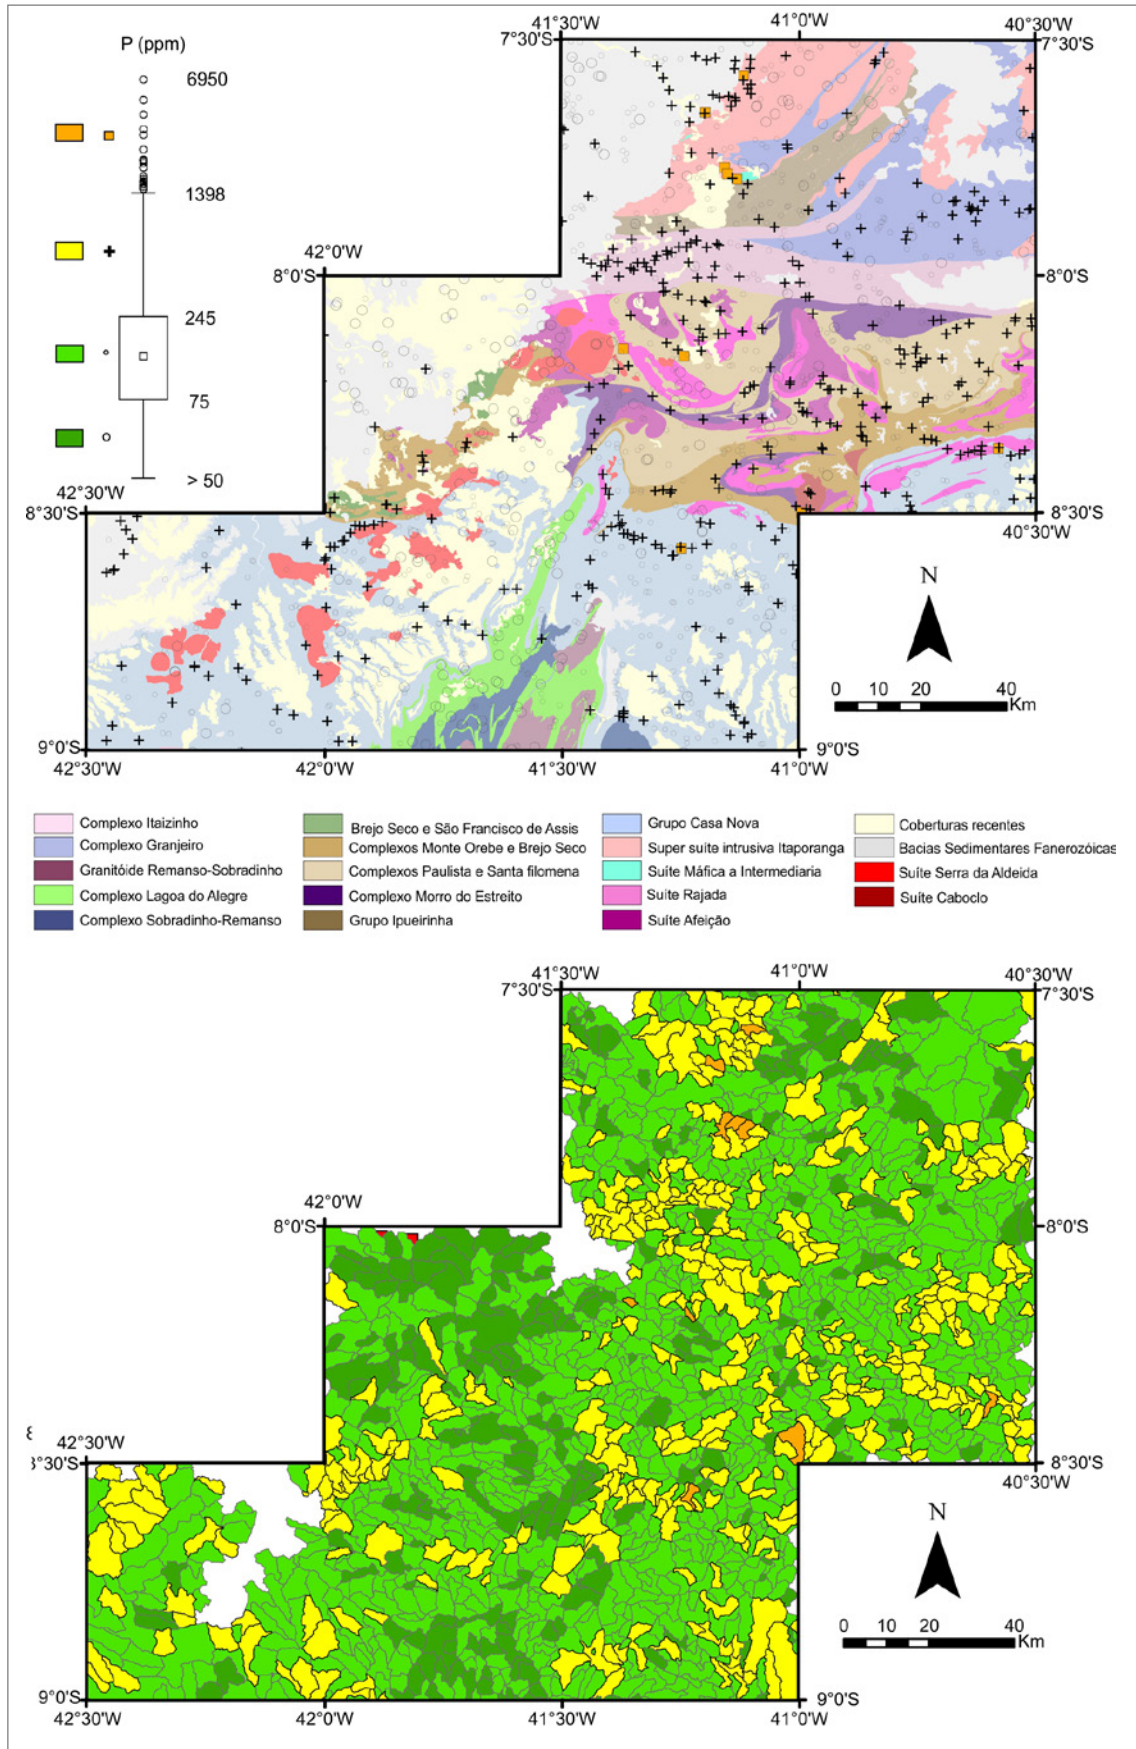 41°30'W 41°0'W 40°30'W
7°30'S 7°30'S
P (ppm)
6950
1398
42°0'W
8°0'S 8°0'S
245
75
> 50
42°30'W
8°30'S 8°30'S
40°30'W
N
0 10 20 40
Km
9°0'S 9°0'S
42°30'W 42°0'W 41°30'W 41°0'W
Complexo Itaizinho
Complexo Granjeiro
Granitóide Remanso-Sobradinho
Complexo Lagoa do Alegre
Complexo Sobradinho-Remanso
Brejo Seco e São Francisco de Assis
Complexos Monte Orebe e Brejo Seco
Complexos Paulista e Santa filomena
Complexo Morro do Estreito
Grupo Ipueirinha
Grupo Casa Nova
Super suíte intrusiva Itaporanga
Suíte Máfica a Intermediaria
Suíte Rajada
Suíte Afeição
Coberturas recentes
Bacias Sedimentares Fanerozóicas
Suíte Serra da Aldeida
Suíte Caboclo
41°30'W 41°0'W 40°30'W
7°30'S 7°30'S
42°0'W
8°0'S 8°0'S
42°30'W
8°30'S
40°30'W
N
0 10 20 40
Km
9°0'S 9°0'S
42°30'W 42°0'W 41°30'W 41°0'W